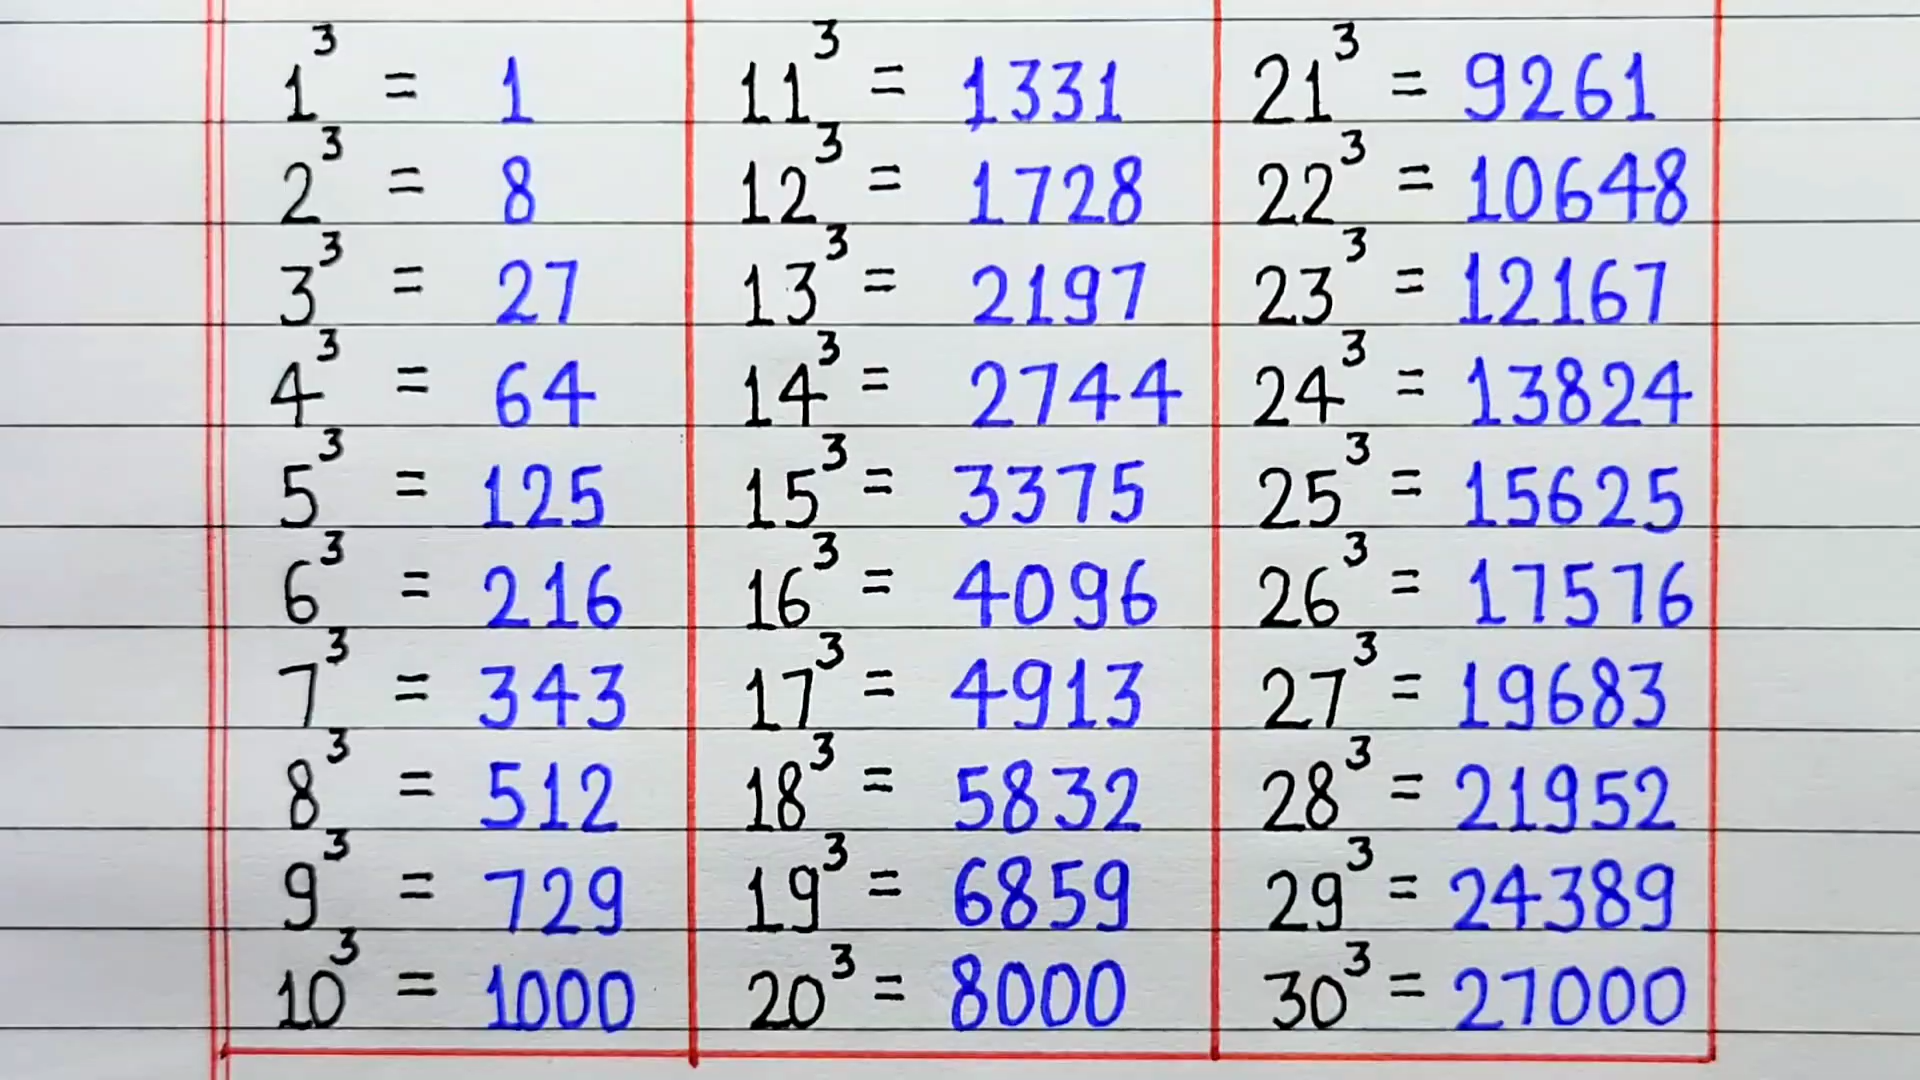 1³ = 1 11³ = 1331 21³ = 9261
2³ = 8 12³ = 1728 22³ = 10648
3³ = 27 13³ = 2197 23³ = 12167
4³ = 64 14³ = 2744 24³ = 13824
5³ = 125 15³ = 3375 25³ = 15625
6³ = 216 16³ = 4096 26³ = 17576
7³ = 343 17³ = 4913 27³ = 19683
8³ = 512 18³ = 5832 28³ = 21952
9³ = 729 19³ = 6859 29³ = 24389
10³ = 1000 20³ = 8000 30³ = 27000